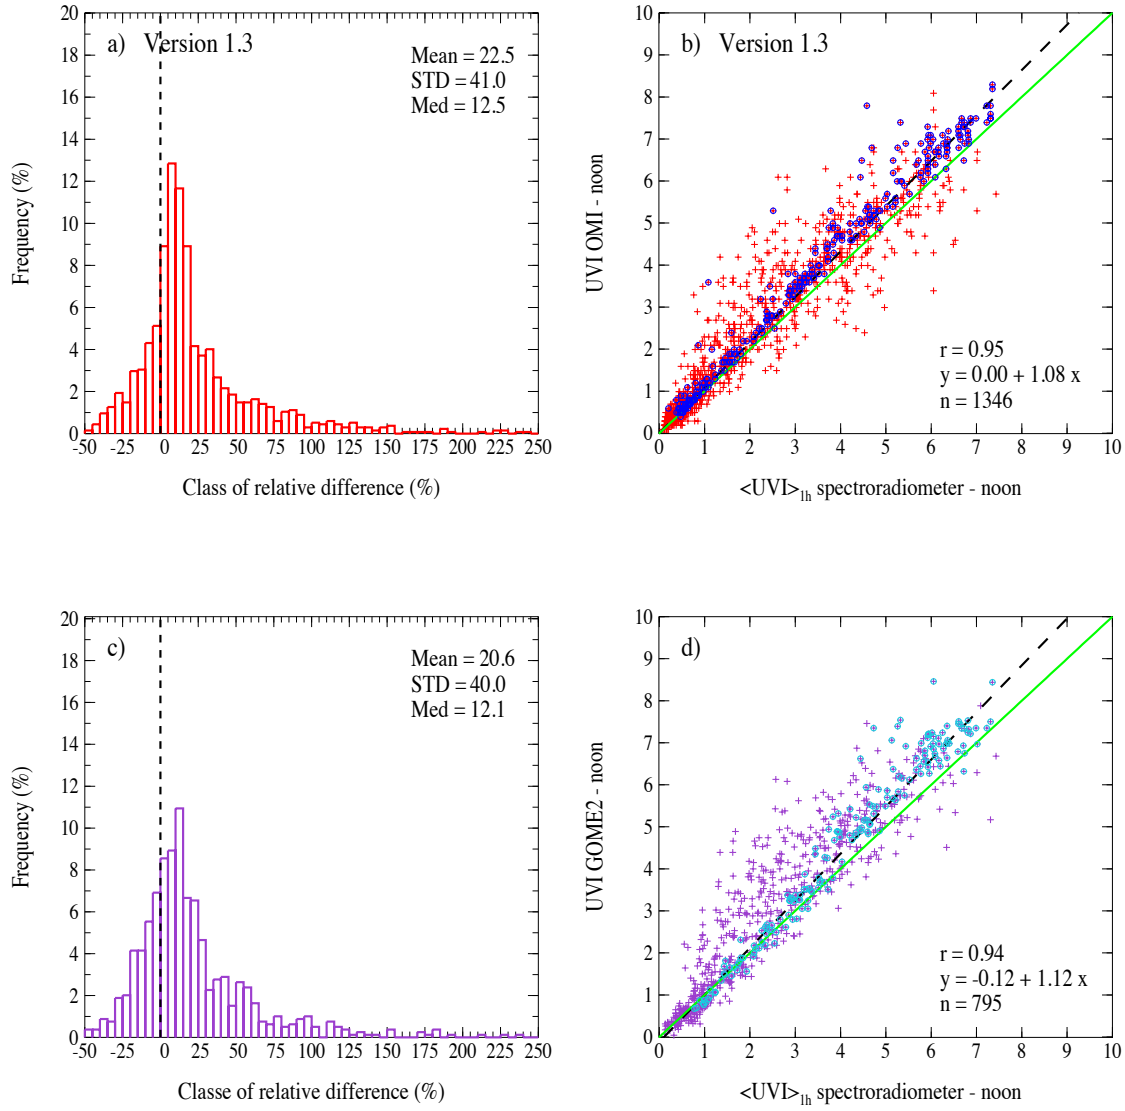 a) Version 1.3
Mean = 22.5
STD = 41.0
Med = 12.5
20
18
16
14
12
10
8
6
4
2
0
Frequency (%)
-50 -25 0 25 50 75 100 125 150 175 200 225 250
Class of relative difference (%)
b) Version 1.3
10
9
8
7
6
5
4
3
2
1
0
UVI OMI - noon
r = 0.95
y = 0.00 + 1.08 x
n = 1346
0 1 2 3 4 5 6 7 8 9 10
<UVI>1h spectroradiometer - noon
c)
Mean = 20.6
STD = 40.0
Med = 12.1
20
18
16
14
12
10
8
6
4
2
0
Frequency (%)
-50 -25 0 25 50 75 100 125 150 175 200 225 250
Classe of relative difference (%)
d)
10
9
8
7
6
5
4
3
2
1
0
UVI GOME2 - noon
r = 0.94
y = -0.12 + 1.12 x
n = 795
0 1 2 3 4 5 6 7 8 9 10
<UVI>1h spectroradiometer - noon